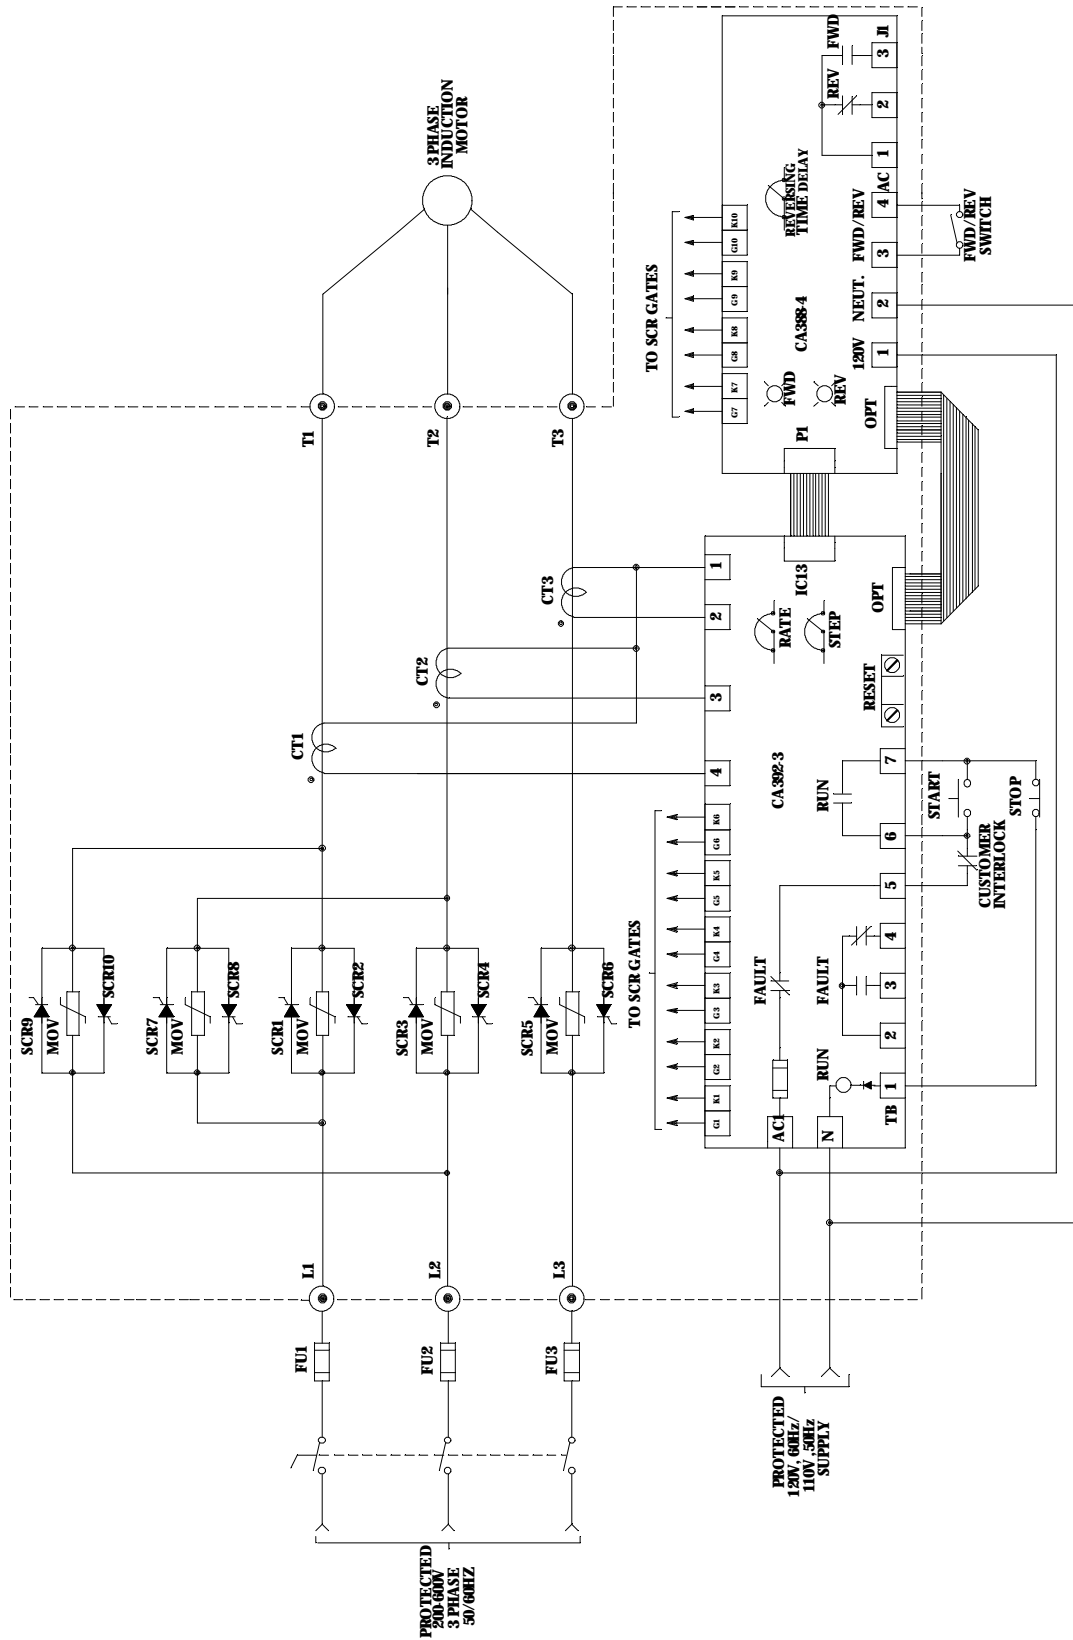 PROTECTED
200-600V
3 PHASE
50/60HZ
FU1
FU2
FU3
L1
L2
L3
SCR9
MOV
SCR10
SCR7
MOV
SCR8
SCR1
MOV
SCR2
SCR3
MOV
SCR4
SCR5
MOV
SCR6
CT1
CT2
CT3
T1
T2
T3
3 PHASE
INDUCTION
MOTOR
PROTECTED
120V, 60Hz/
110V, 50Hz
SUPPLY
TO SCR GATES
G1 K1 G2 K2 G3 K3 G4 K4 G5 K5 G6 K6
4 3 2 1
AC1
N
FAULT
RUN
FAULT
CA392-3
RUN
RATE
STEP
IC13
TB 1 2 3 4 5 6 7
RESET
OPT
CUSTOMER
INTERLOCK
START
STOP
TO SCR GATES
G7 K7 G8 K8 G9 K9 G10 K10
P1
FWD
REV
CA388-4
REVERSING
TIME DELAY
REV
FWD
OPT
120V NEUT. FWD/REV AC J1
1 2 3 4 1 2 3
FWD/REV
SWITCH